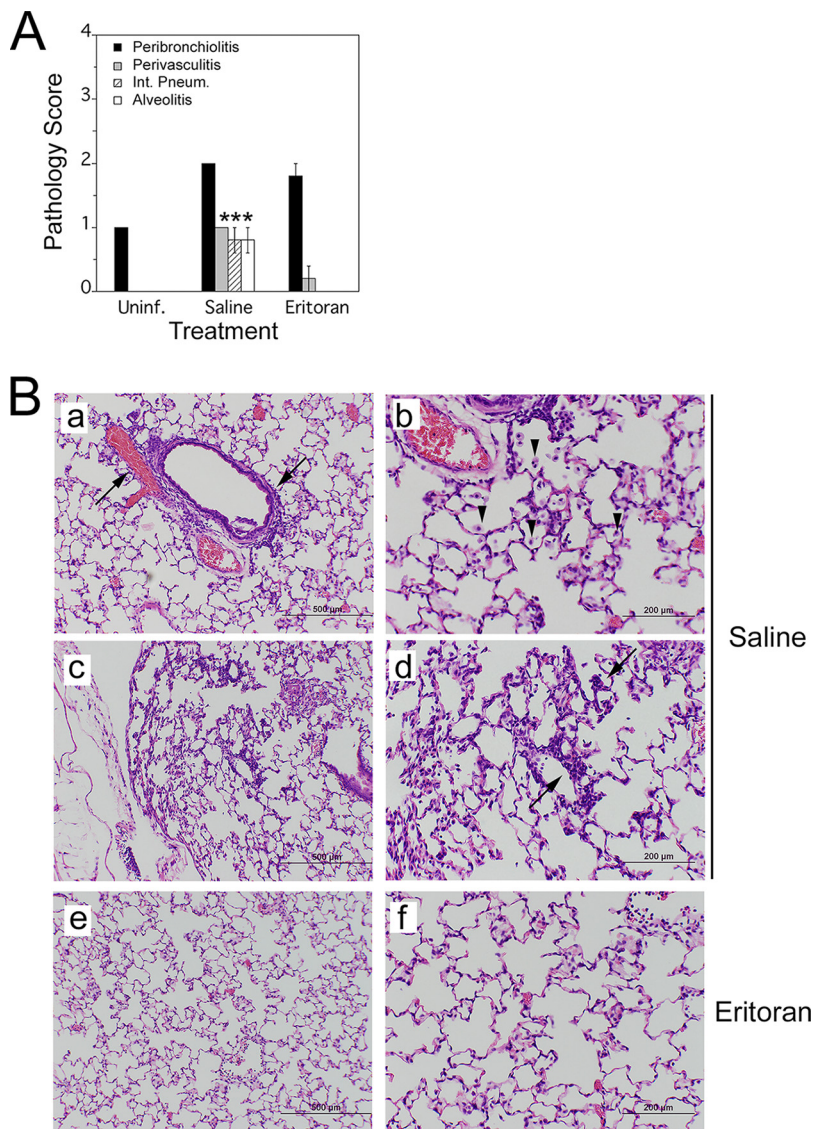 A
Pathology Score
4
3
2
1
0
Peribronchiolitis
Perivasculitis
Int. Pneum.
Alveolitis
***
Uninf.
Saline
Eritoran
Treatment
B
a
500 µm
b
200 µm
c
500 µm
d
200 µm
Saline
e
500 µm
f
200 µm
Eritoran